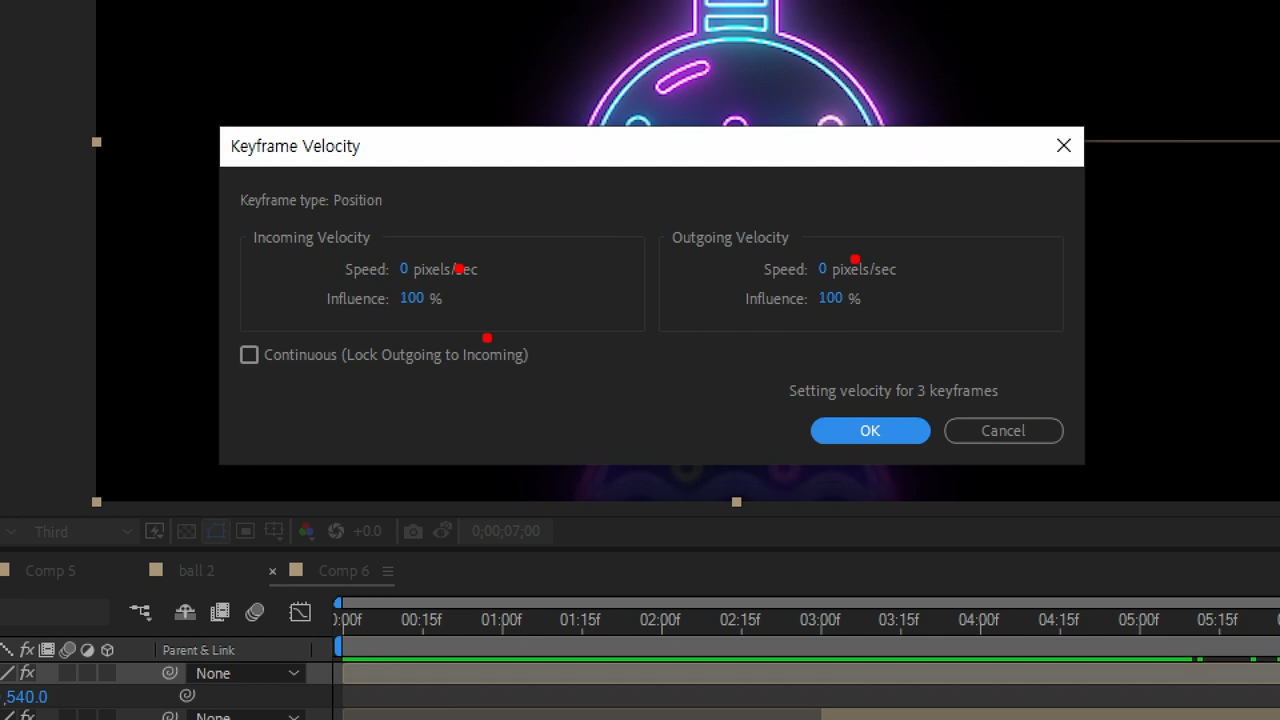 Keyframe Velocity
Keyframe type: Position
Incoming Velocity
Speed: 0 pixels/sec
Influence: 100 %
Outgoing Velocity
Speed: 0 pixels/sec
Influence: 100 %
Continuous (Lock Outgoing to Incoming)
Setting velocity for 3 keyframes
OK
Cancel
Third
+0.0
0;00;07;00
Comp 5
ball 2
× Comp 6
:00f 00:15f 01:00f 01:15f 02:00f 02:15f 03:00f 03:15f 04:00f 04:15f 05:00f 05:15f
fx Parent & Link
fx None
,540.0
fx None